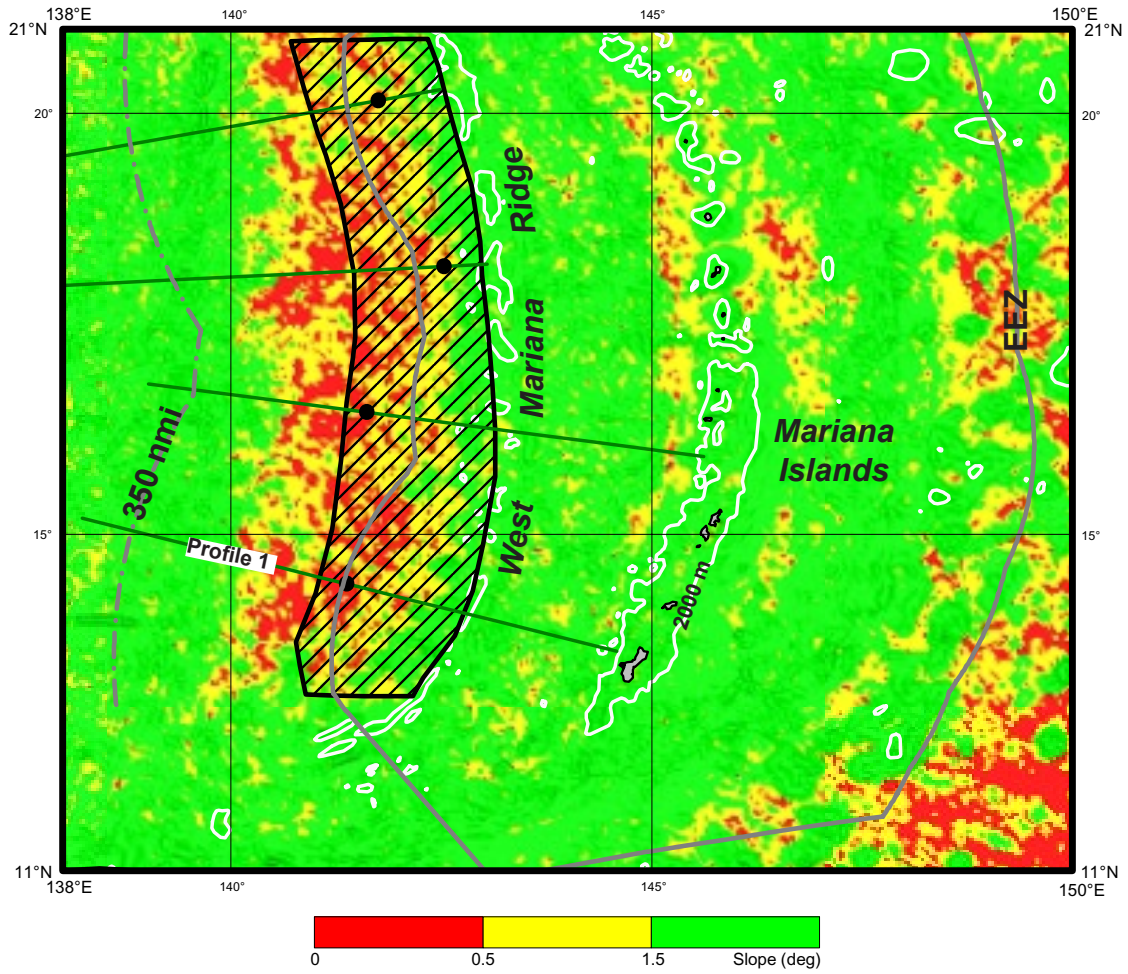 138°E
140°
145°
150°E
21°N
21°N
20°
20°
Ridge
Mariana
West
EEZ
Mariana
Islands
350 nmi
15°
15°
Profile 1
2000 m
11°N
11°N
138°E
140°
145°
150°E
0
0.5
1.5
Slope (deg)